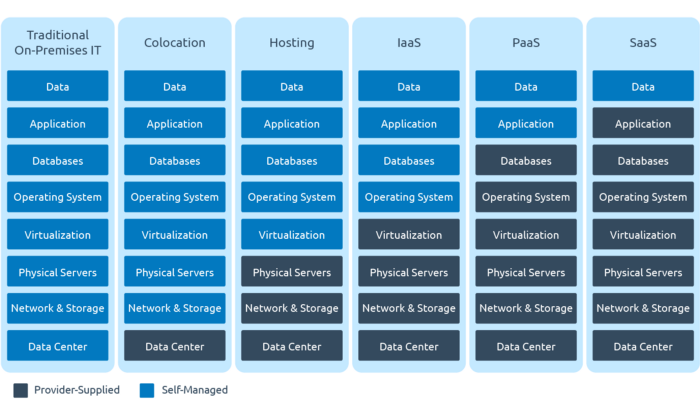 Traditional
On-Premises IT
Data
Application
Databases
Operating System
Virtualization
Physical Servers
Network & Storage
Data Center
Colocation
Data
Application
Databases
Operating System
Virtualization
Physical Servers
Network & Storage
Data Center
Hosting
Data
Application
Databases
Operating System
Virtualization
Physical Servers
Network & Storage
Data Center
IaaS
Data
Application
Databases
Operating System
Virtualization
Physical Servers
Network & Storage
Data Center
PaaS
Data
Application
Databases
Operating System
Virtualization
Physical Servers
Network & Storage
Data Center
SaaS
Data
Application
Databases
Operating System
Virtualization
Physical Servers
Network & Storage
Data Center
Provider-Supplied
Self-Managed